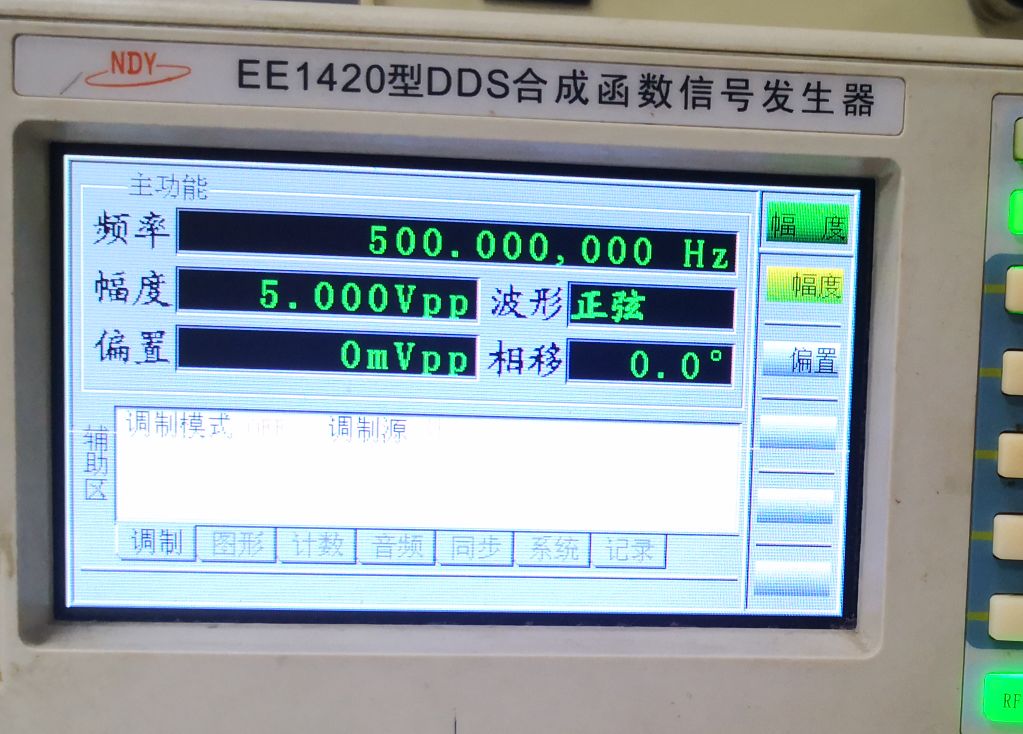 NDY
EE1420型DDS合成函数信号发生器
主功能
频率 500.000,000 Hz
幅度 5.000Vpp 波形 正弦
偏置 0mVpp 相移 0.0°
幅 度
幅度
偏置
辅助区
调制模式 OFF 调制源
调制 图形 计数 音频 同步 系统 记录
RF